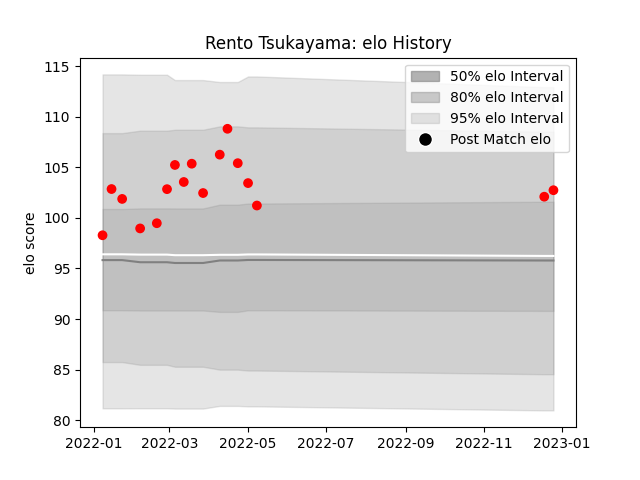 Rento Tsukayama: elo History
115
110
105
100
95
90
85
80
elo score
50% elo Interval
80% elo Interval
95% elo Interval
Post Match elo
2022-01
2022-03
2022-05
2022-07
2022-09
2022-11
2023-01